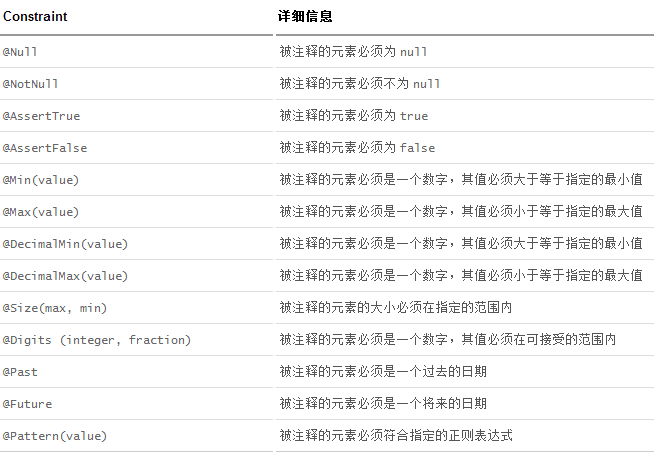 Constraint 详细信息
@Null 被注释的元素必须为 null
@NotNull 被注释的元素必须不为 null
@AssertTrue 被注释的元素必须为 true
@AssertFalse 被注释的元素必须为 false
@Min(value) 被注释的元素必须是一个数字，其值必须大于等于指定的最小值
@Max(value) 被注释的元素必须是一个数字，其值必须小于等于指定的最大值
@DecimalMin(value) 被注释的元素必须是一个数字，其值必须大于等于指定的最小值
@DecimalMax(value) 被注释的元素必须是一个数字，其值必须小于等于指定的最大值
@Size(max, min) 被注释的元素的大小必须在指定的范围内
@Digits (integer, fraction) 被注释的元素必须是一个数字，其值必须在可接受的范围内
@Past 被注释的元素必须是一个过去的日期
@Future 被注释的元素必须是一个将来的日期
@Pattern(value) 被注释的元素必须符合指定的正则表达式